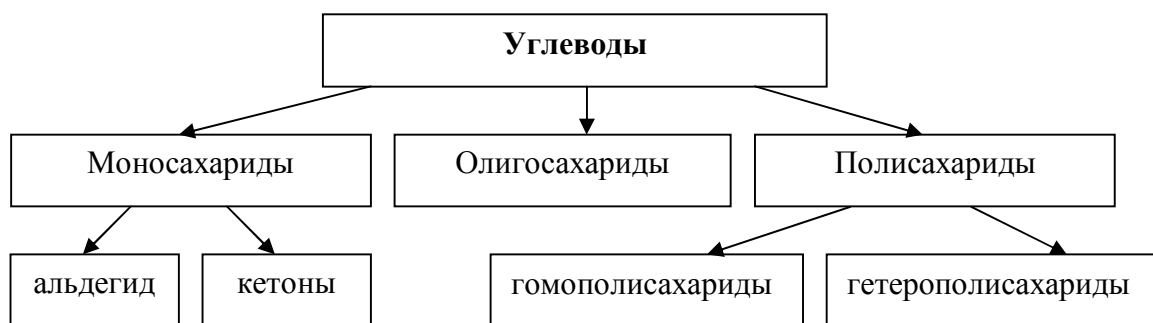 Углеводы
Моносахариды
Олигосахариды
Полисахариды
альдегид
кетоны
гомополисахариды
гетерополисахариды